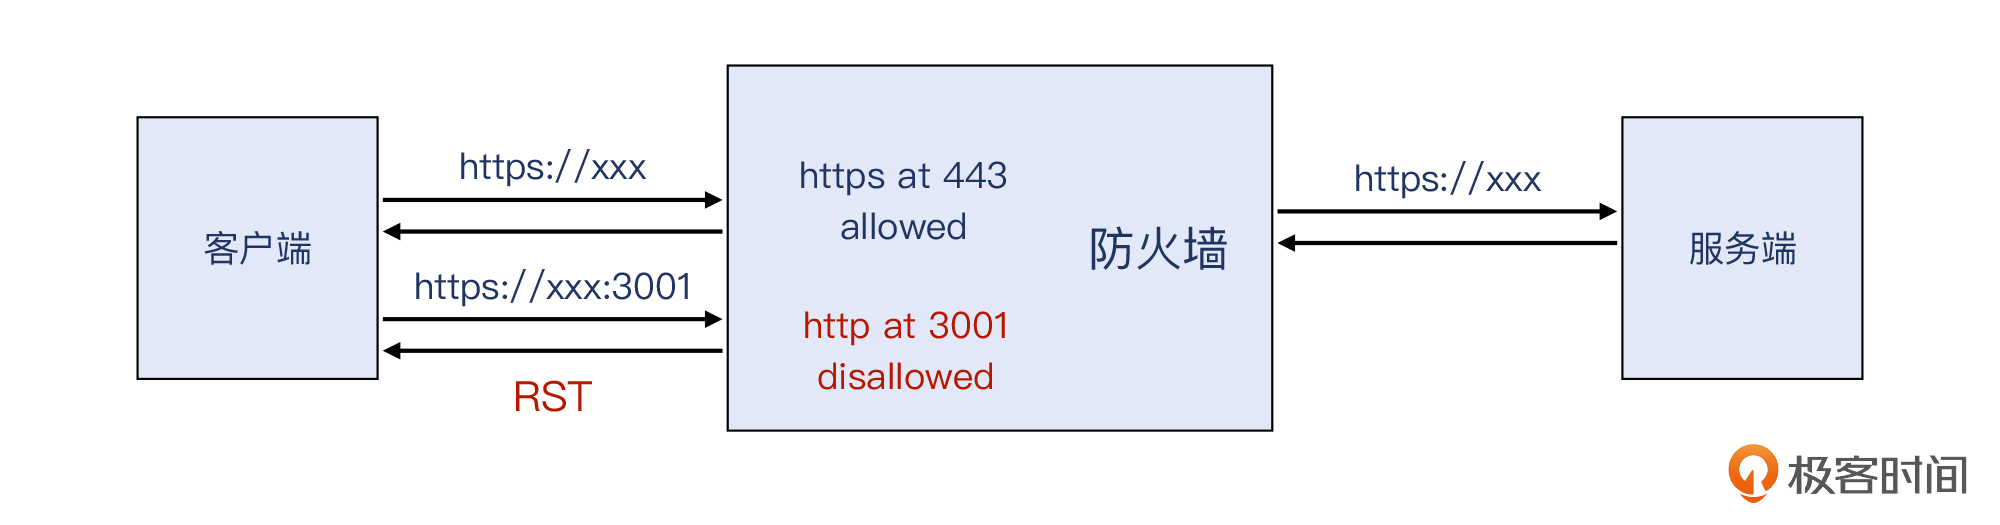 客户端
https://xxx
https://xxx:3001
RST
https at 443
allowed
http at 3001
disallowed
防火墙
https://xxx
服务端
极客时间